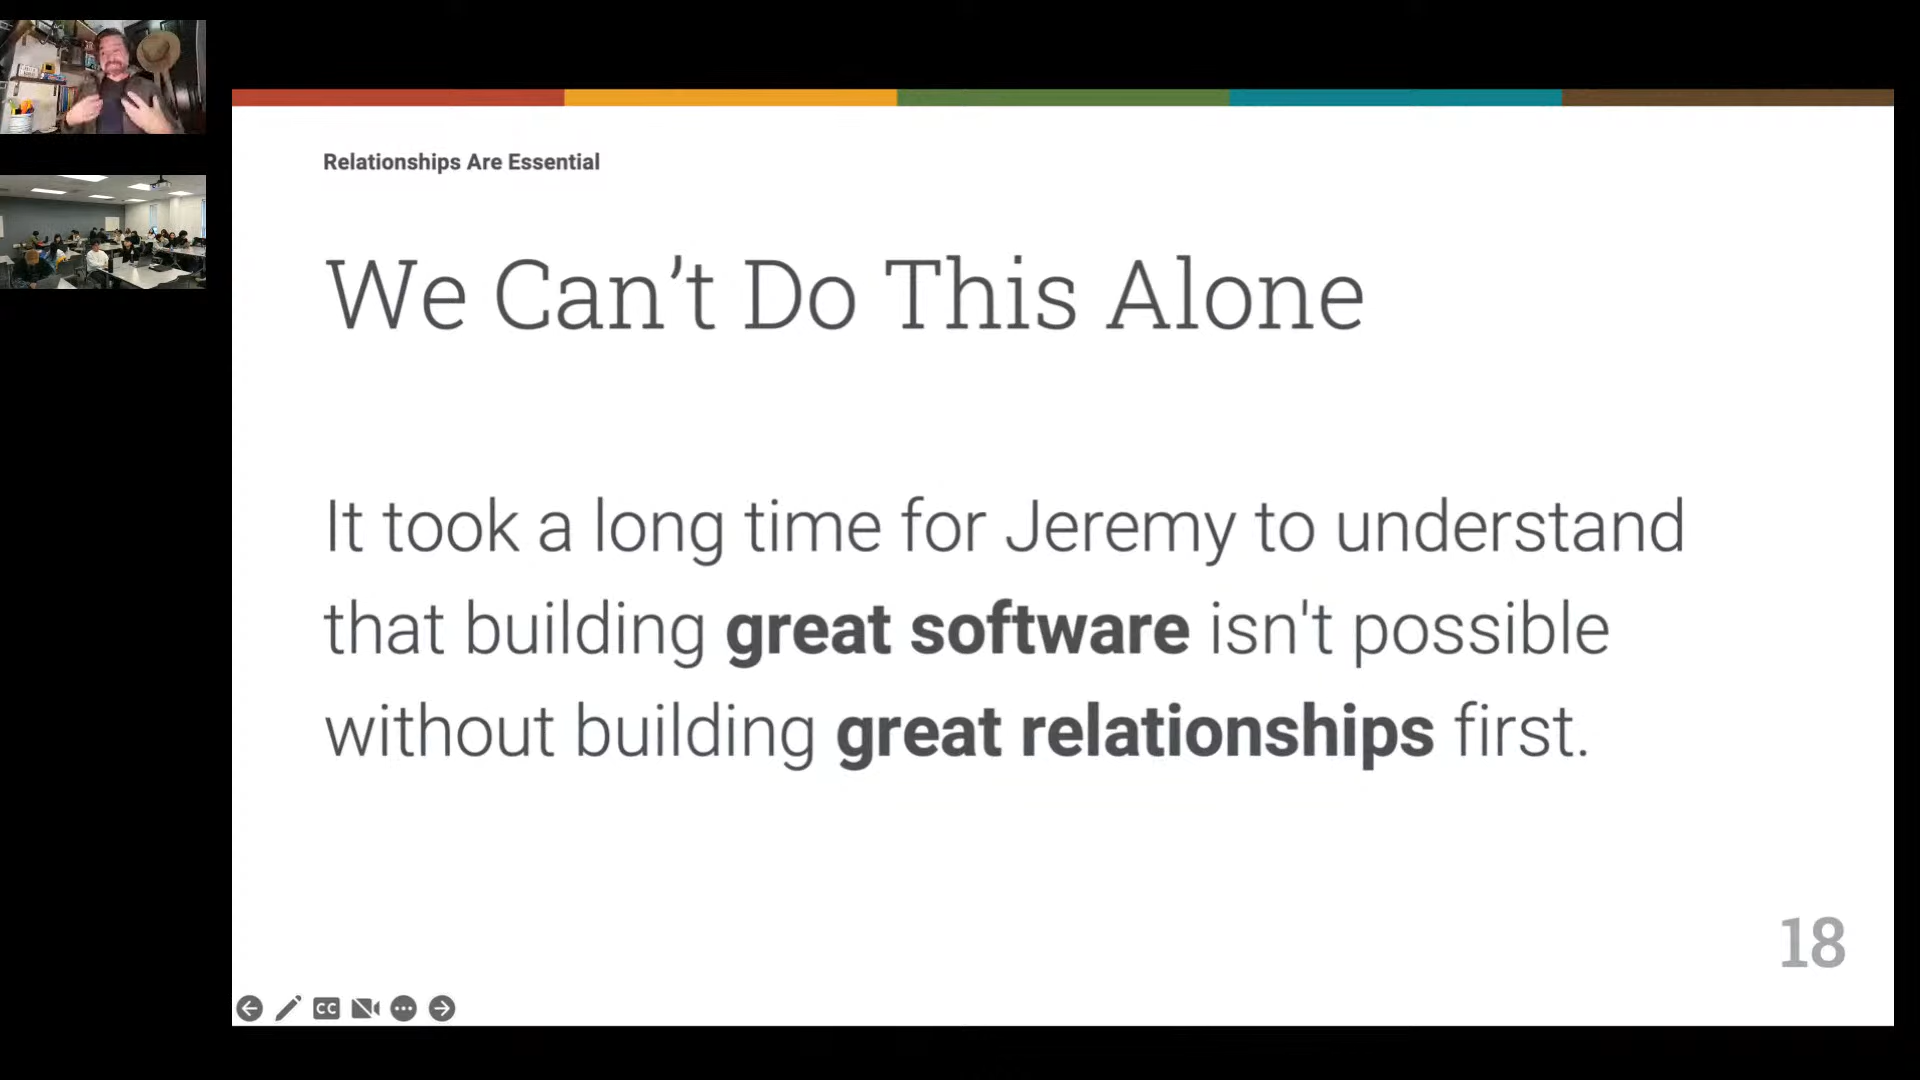 Relationships Are Essential
We Can’t Do This Alone
It took a long time for Jeremy to understand
that building great software isn't possible
without building great relationships first.
18
CC